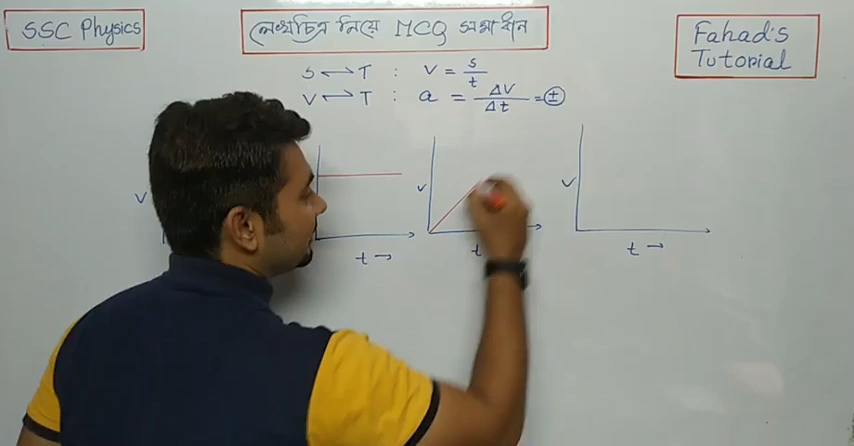 SSC Physics
লেখচিত্র নিয়ে MCQ সমাধান
Fahad's
Tutorial
S ⇌ T : v = s/t
V ⇌ T : a = ΔV/Δt = ±
V
t →
V
t
V
t →